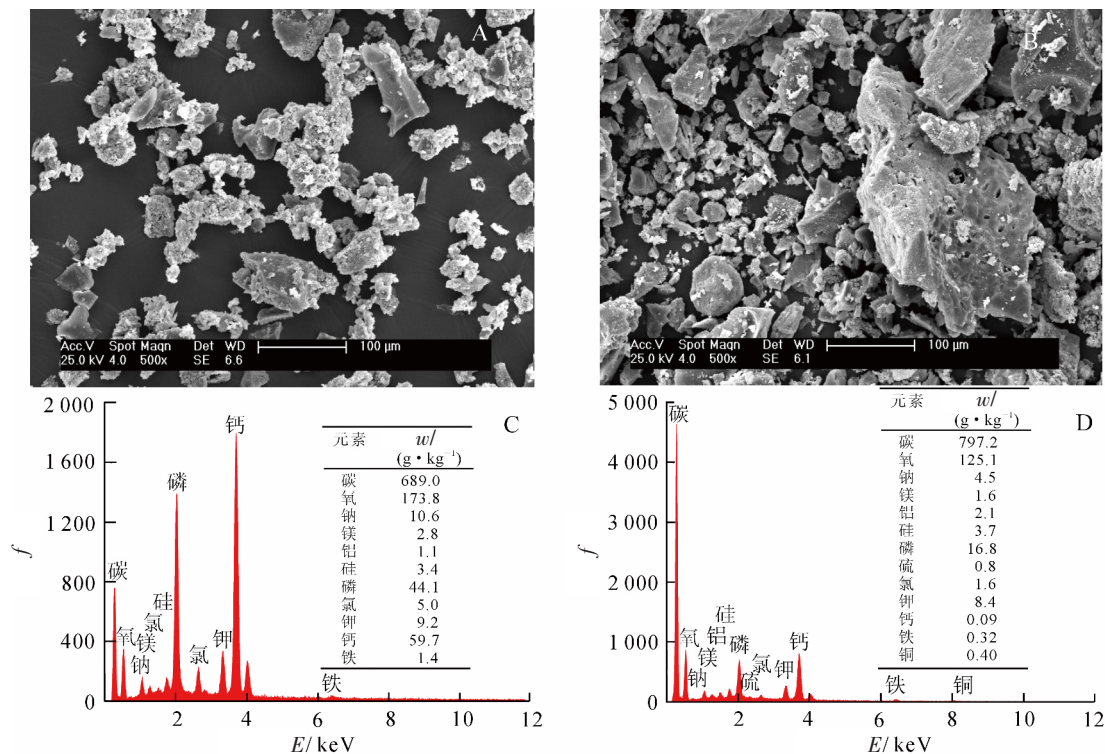 A
Acc.V Spot Magn Det WD 100 μm
25.0 kV 4.0 500x SE 6.6
B
Acc.V Spot Magn Det WD 100 μm
25.0 kV 4.0 500x SE 6.1
C
2 000
1 600
1 200
800
400
0
f
碳
氧
钠
镁
氯
硅
磷
氯
钾
钙
铁
2 4 6 8 10 12
E/ keV
元素 w/
(g·kg⁻¹)
碳 689.0
氧 173.8
钠 10.6
镁 2.8
铝 1.1
硅 3.4
磷 44.1
氯 5.0
钾 9.2
钙 59.7
铁 1.4
D
5 000
4 000
3 000
2 000
1 000
0
f
碳
氧
钠
镁
铝
硅
磷
硫
氯
钾
钙
铁
铜
2 4 6 8 10 12
E/ keV
元素 w/
(g·kg⁻¹)
碳 797.2
氧 125.1
钠 4.5
镁 1.6
铝 2.1
硅 3.7
磷 16.8
硫 0.8
氯 1.6
钾 8.4
钙 0.09
铁 0.32
铜 0.40